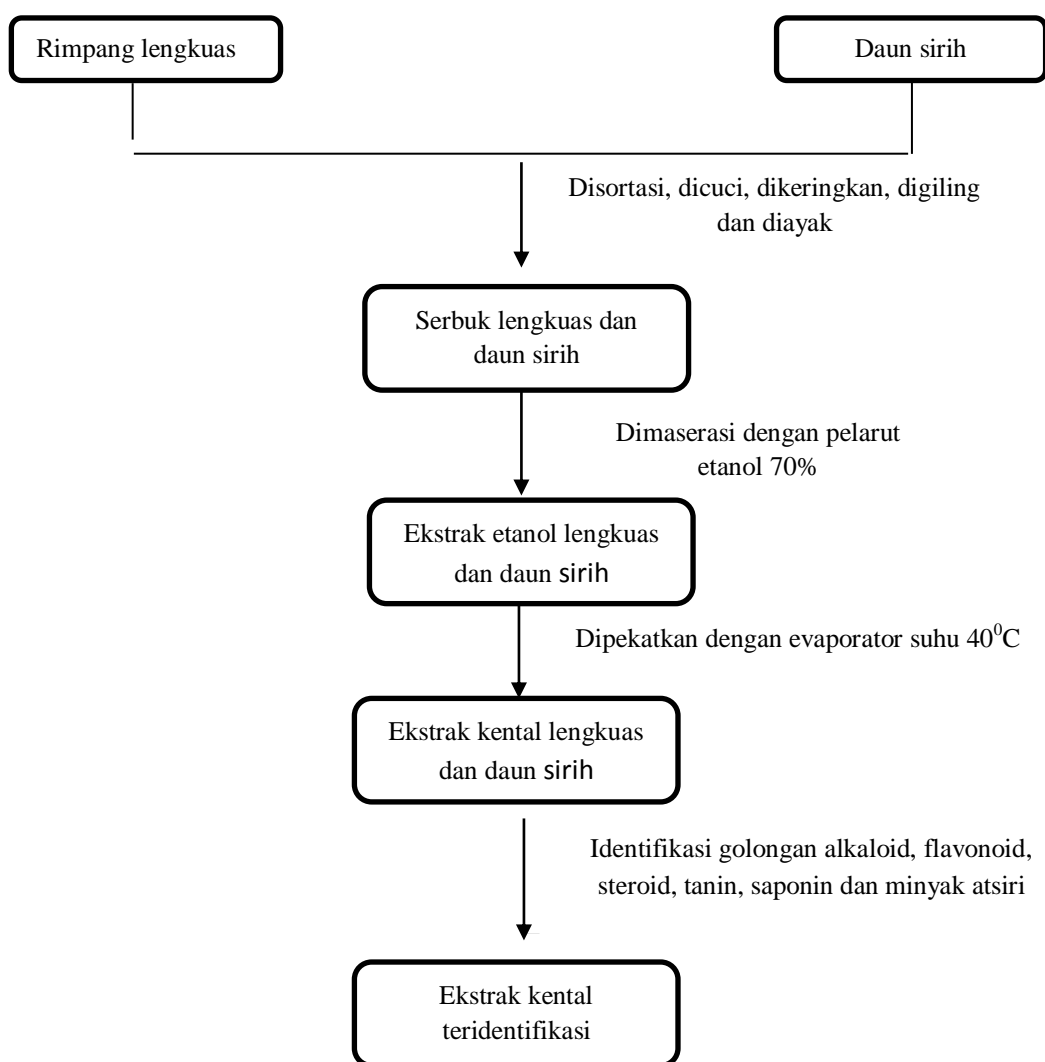 Rimpang lengkuas
Daun sirih
Disortasi, dicuci, dikeringkan, digiling
dan diayak
Serbuk lengkuas dan
daun sirih
Dimaserasi dengan pelarut
etanol 70%
Ekstrak etanol lengkuas
dan daun sirih
Dipekatkan dengan evaporator suhu 40⁰C
Ekstrak kental lengkuas
dan daun sirih
Identifikasi golongan alkaloid, flavonoid,
steroid, tanin, saponin dan minyak atsiri
Ekstrak kental
teridentifikasi